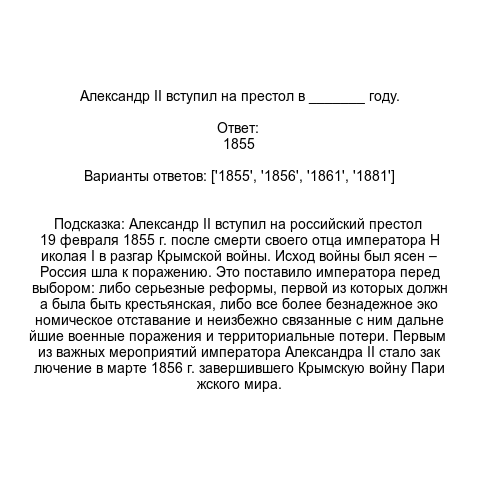 Александр II вступил на престол в _______ году.
Ответ:
1855
Варианты ответов: ['1855', '1856', '1861', '1881']
Подсказка: Александр II вступил на российский престол
19 февраля 1855 г. после смерти своего отца императора Н
иколая I в разгар Крымской войны. Исход войны был ясен –
Россия шла к поражению. Это поставило императора перед
выбором: либо серьезные реформы, первой из которых должн
а была быть крестьянская, либо все более безнадежное эко
номическое отставание и неизбежно связанные с ним дальне
йшие военные поражения и территориальные потери. Первым
из важных мероприятий императора Александра II стало зак
лючение в марте 1856 г. завершившего Крымскую войну Пари
жского мира.